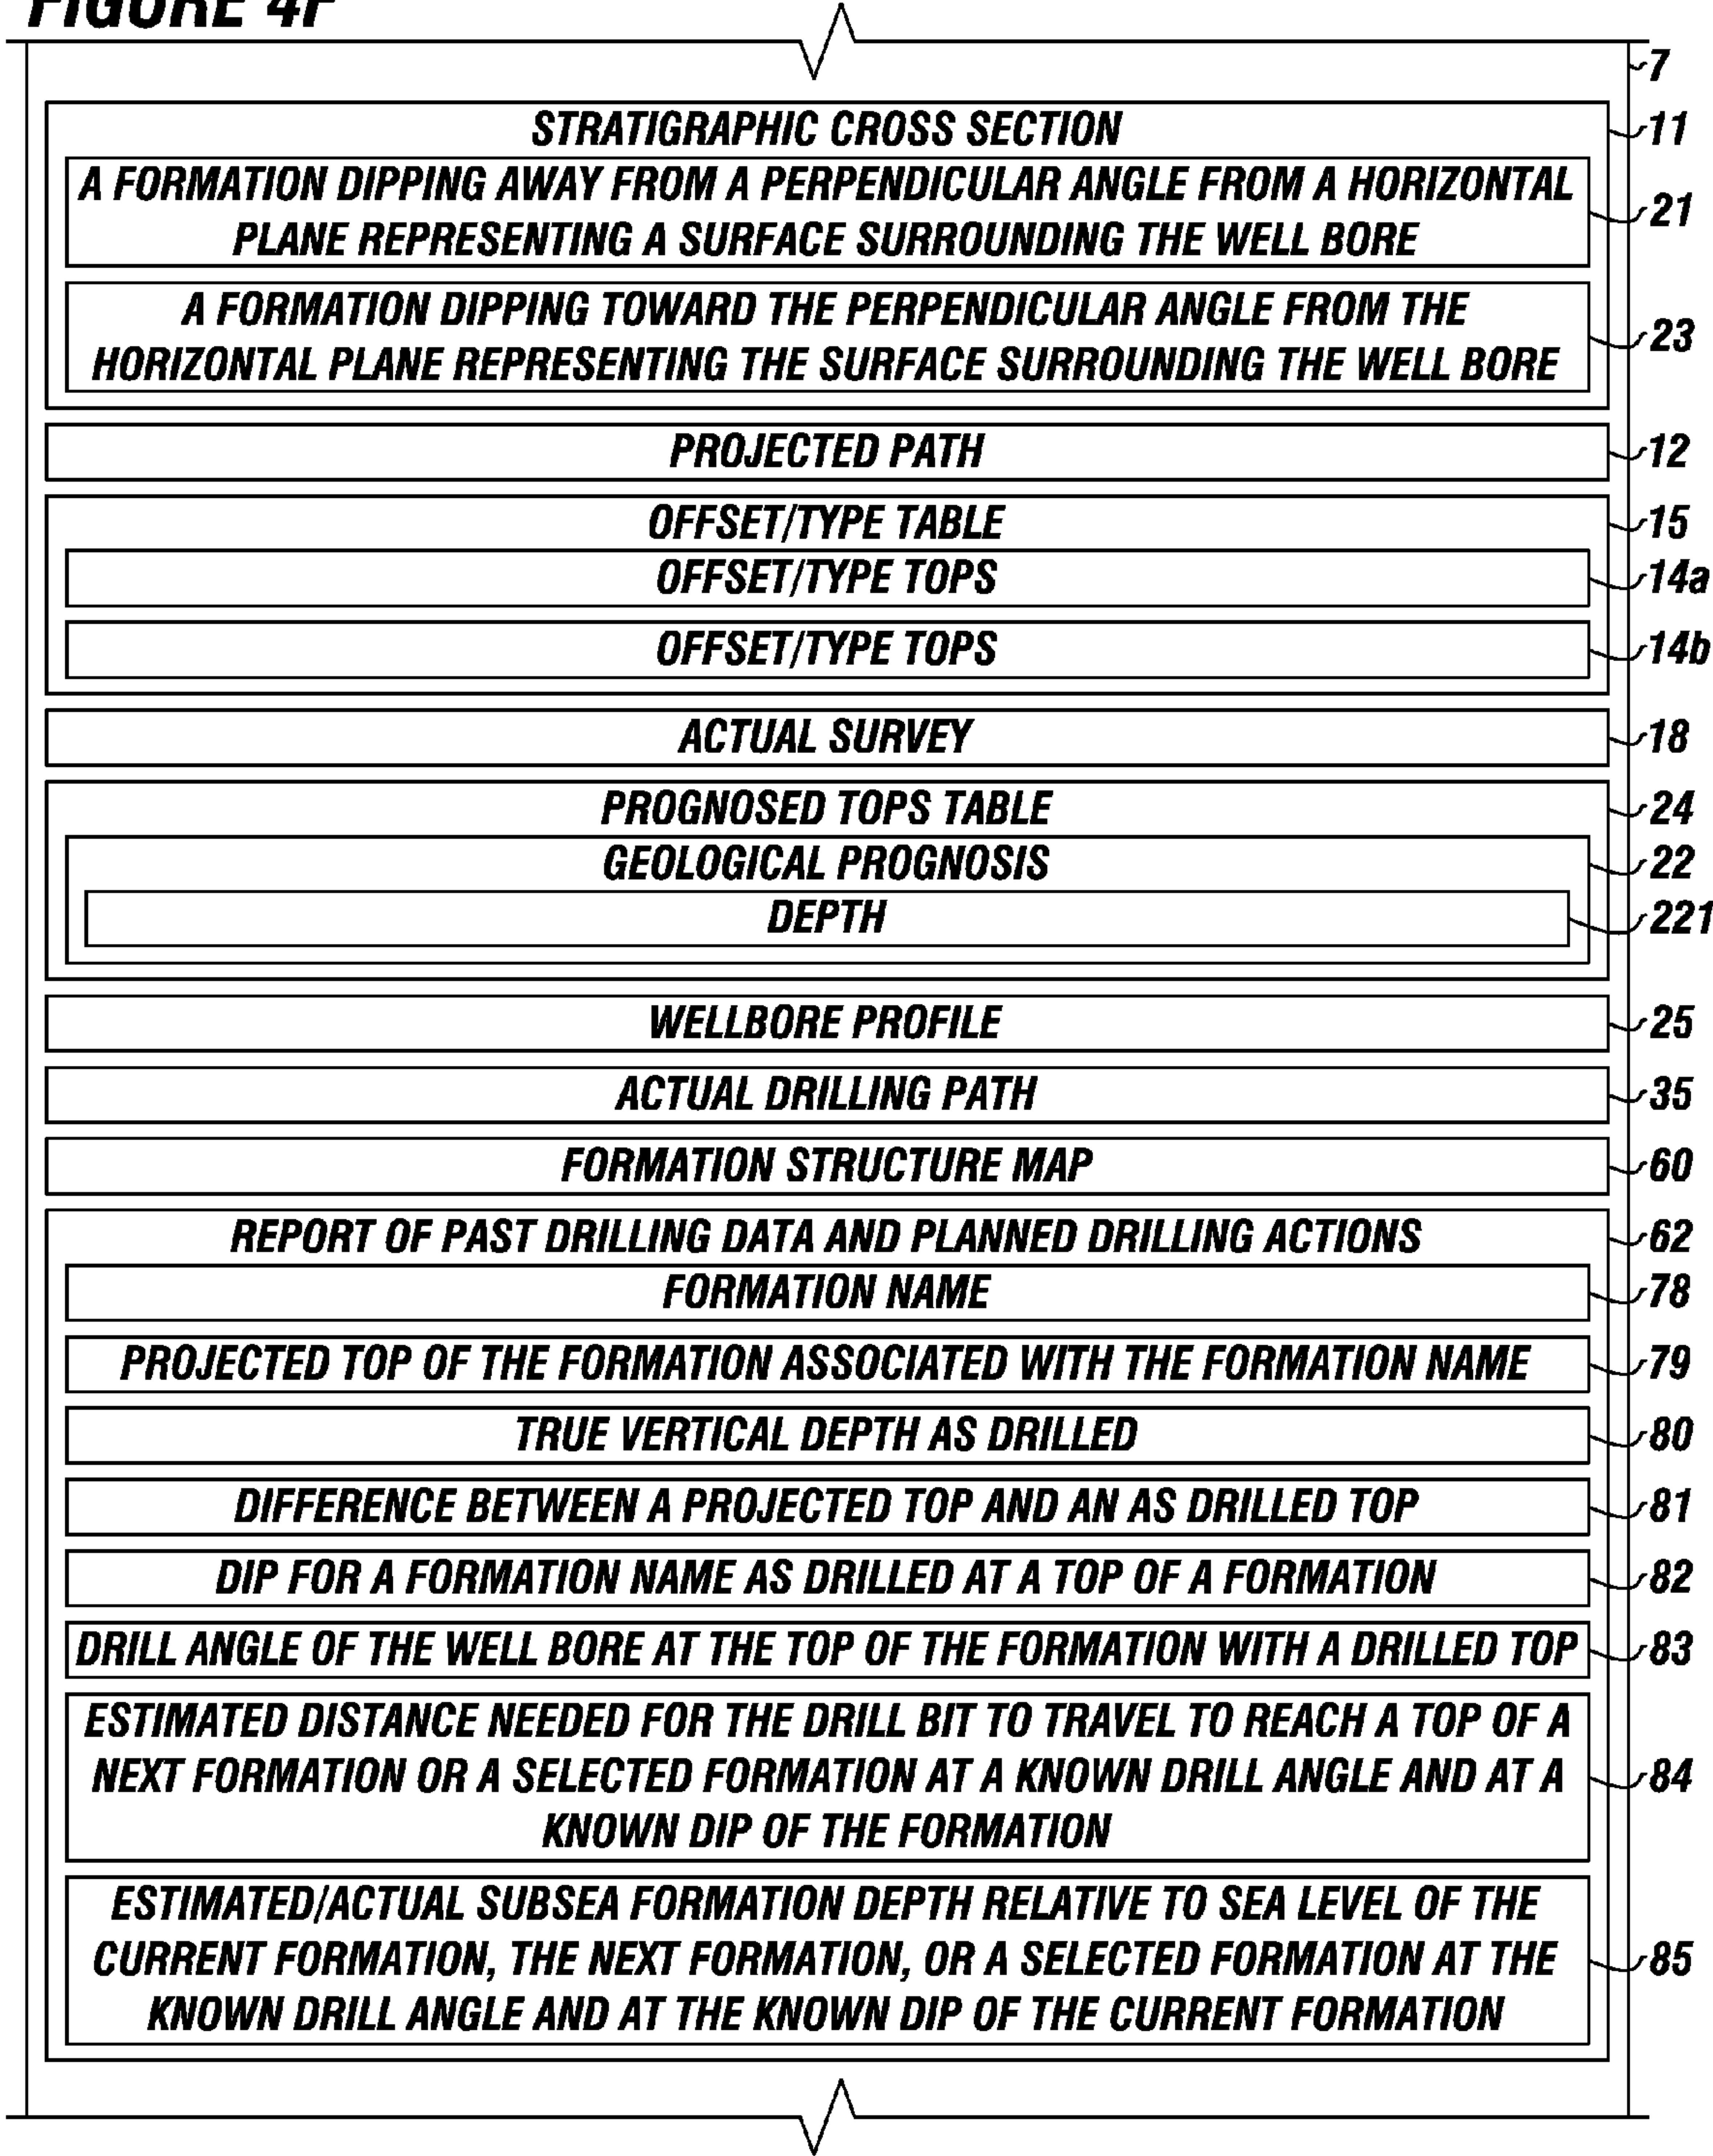 FIGURE 4F
7
STRATIGRAPHIC CROSS SECTION
11
A FORMATION DIPPING AWAY FROM A PERPENDICULAR ANGLE FROM A HORIZONTAL
PLANE REPRESENTING A SURFACE SURROUNDING THE WELL BORE
21
A FORMATION DIPPING TOWARD THE PERPENDICULAR ANGLE FROM THE
HORIZONTAL PLANE REPRESENTING THE SURFACE SURROUNDING THE WELL BORE
23
PROJECTED PATH
12
OFFSET/TYPE TABLE
15
OFFSET/TYPE TOPS
14a
OFFSET/TYPE TOPS
14b
ACTUAL SURVEY
18
PROGNOSED TOPS TABLE
24
GEOLOGICAL PROGNOSIS
22
DEPTH
221
WELLBORE PROFILE
25
ACTUAL DRILLING PATH
35
FORMATION STRUCTURE MAP
60
REPORT OF PAST DRILLING DATA AND PLANNED DRILLING ACTIONS
62
FORMATION NAME
78
PROJECTED TOP OF THE FORMATION ASSOCIATED WITH THE FORMATION NAME
79
TRUE VERTICAL DEPTH AS DRILLED
80
DIFFERENCE BETWEEN A PROJECTED TOP AND AN AS DRILLED TOP
81
DIP FOR A FORMATION NAME AS DRILLED AT A TOP OF A FORMATION
82
DRILL ANGLE OF THE WELL BORE AT THE TOP OF THE FORMATION WITH A DRILLED TOP
83
ESTIMATED DISTANCE NEEDED FOR THE DRILL BIT TO TRAVEL TO REACH A TOP OF A
NEXT FORMATION OR A SELECTED FORMATION AT A KNOWN DRILL ANGLE AND AT A
KNOWN DIP OF THE FORMATION
84
ESTIMATED/ACTUAL SUBSEA FORMATION DEPTH RELATIVE TO SEA LEVEL OF THE
CURRENT FORMATION, THE NEXT FORMATION, OR A SELECTED FORMATION AT THE
KNOWN DRILL ANGLE AND AT THE KNOWN DIP OF THE CURRENT FORMATION
85